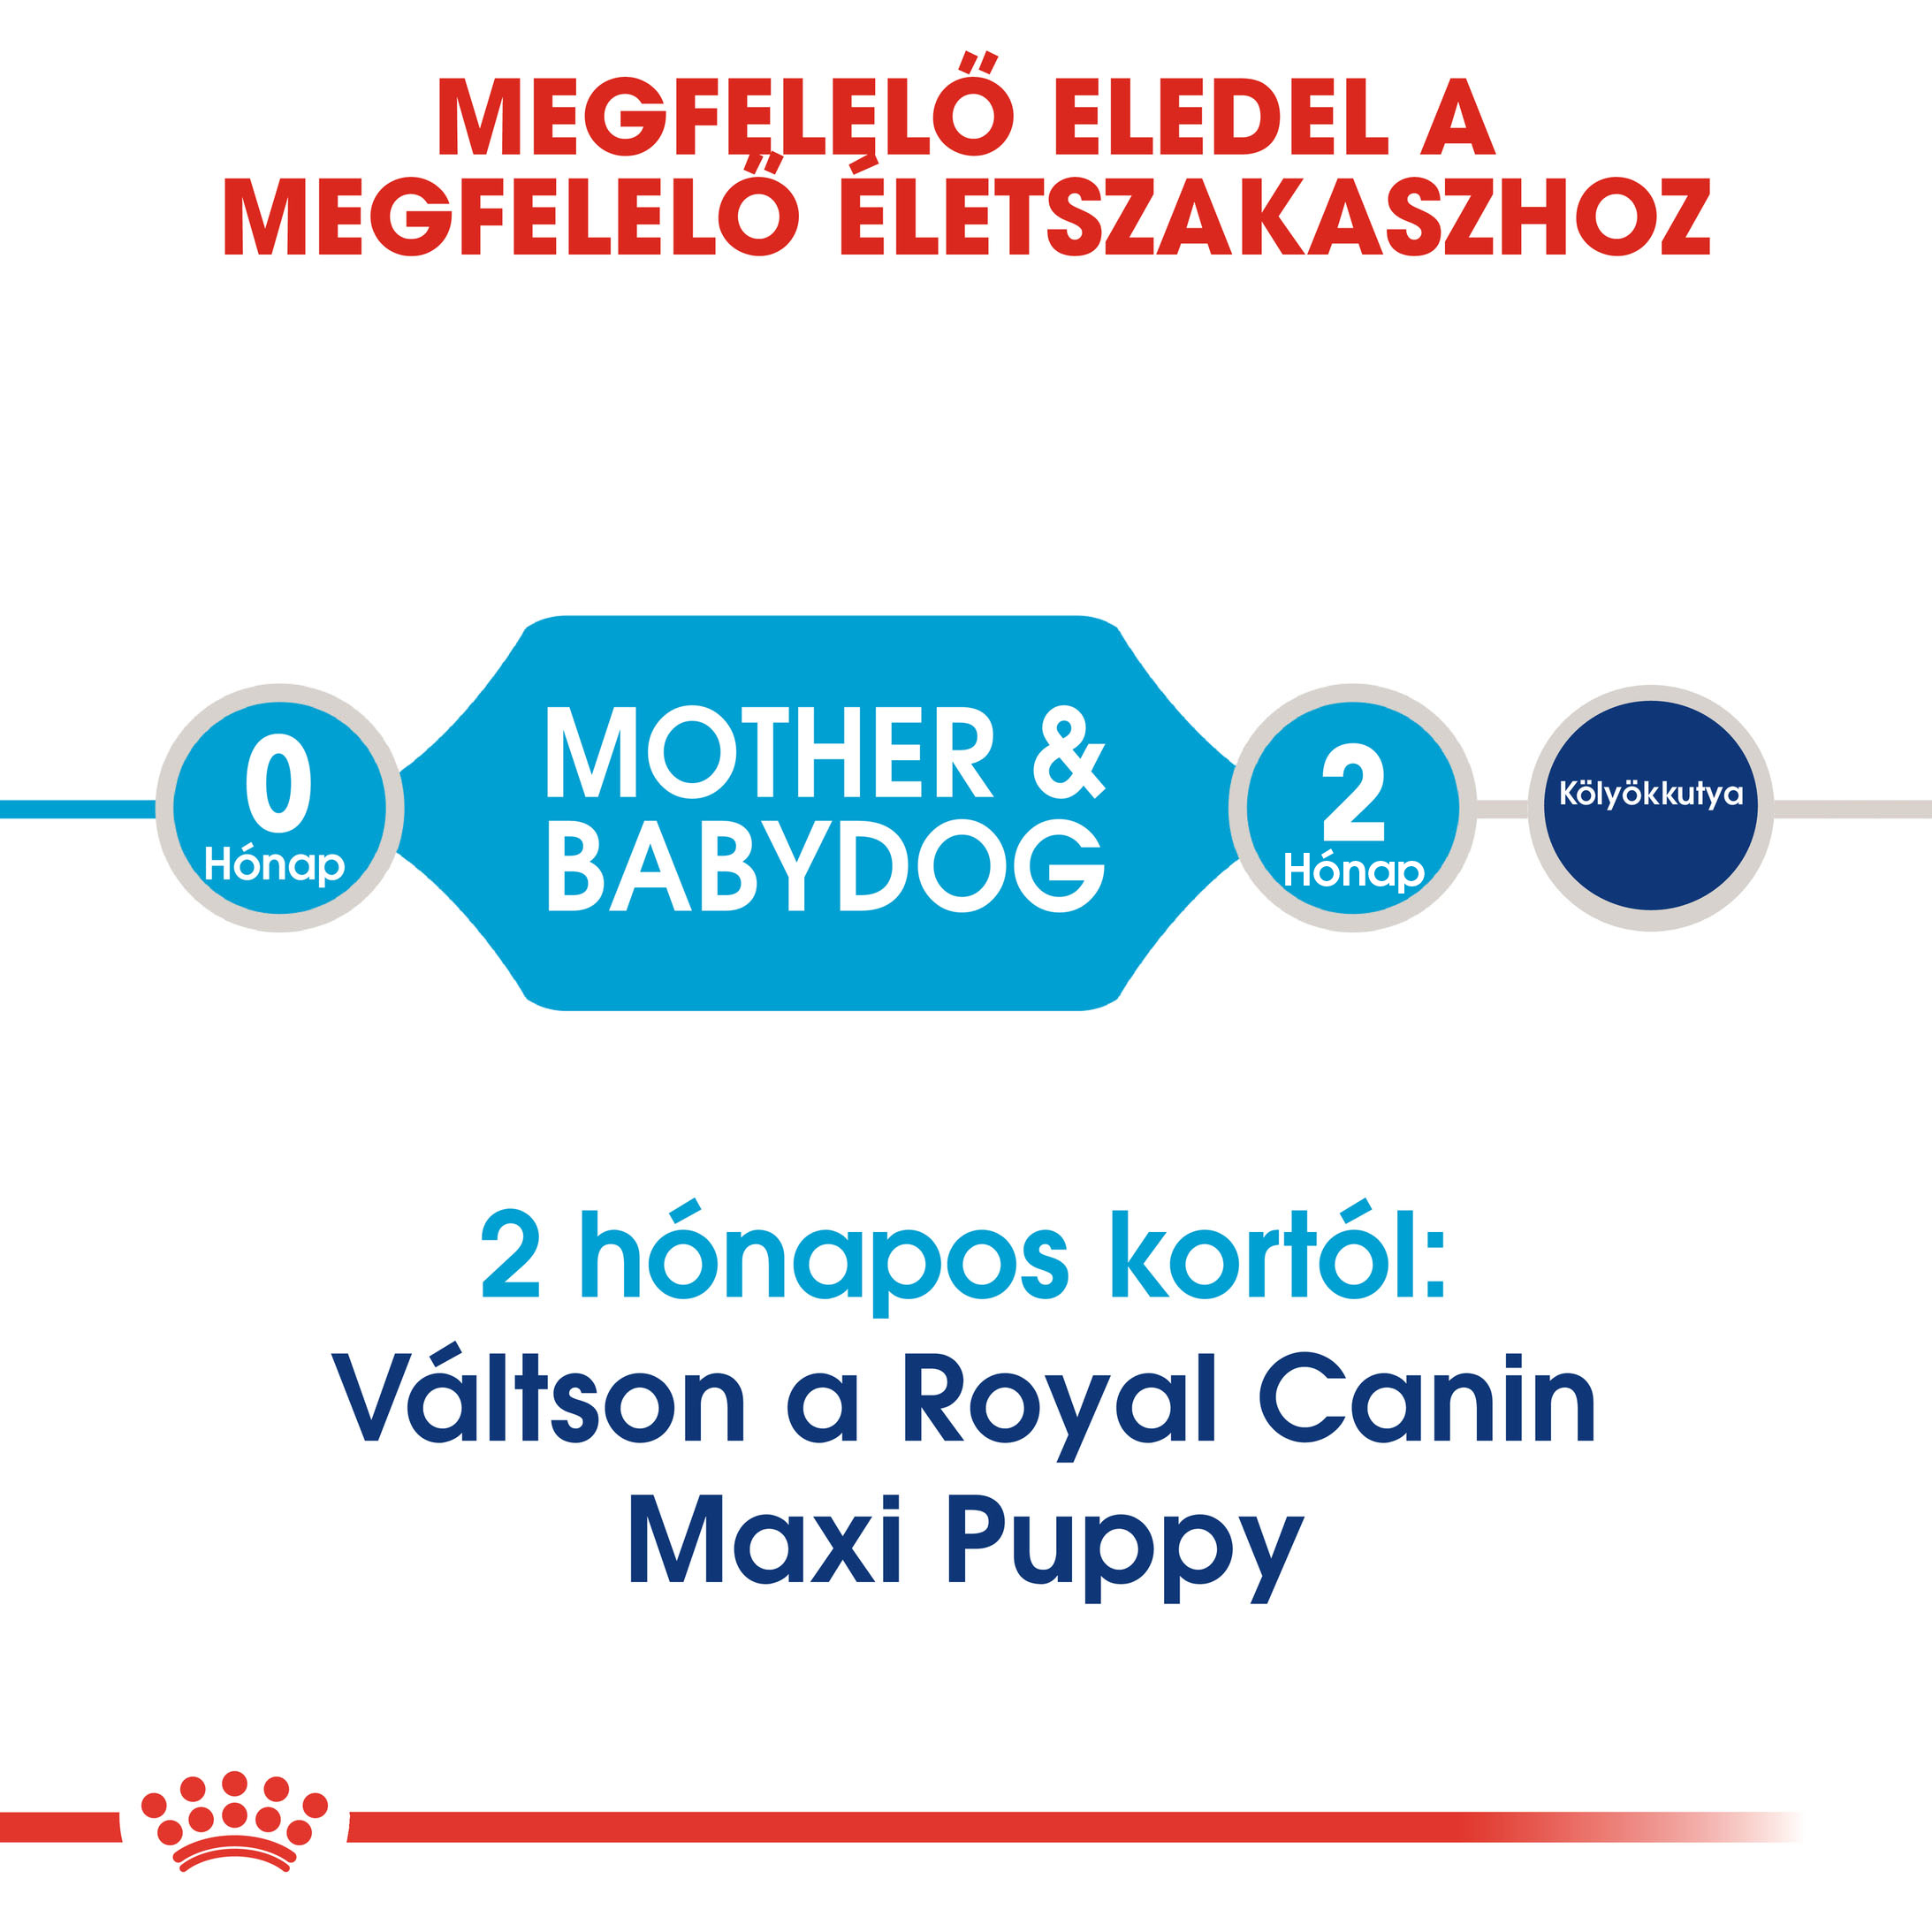 MEGFELELŐ ELEDEL A
MEGFELELŐ ÉLETSZAKASZHOZ
MOTHER &
BABYDOG
0
Hónap
2
Hónap
Kölyökkutya
2 hónapos kortól:
Váltson a Royal Canin
Maxi Puppy